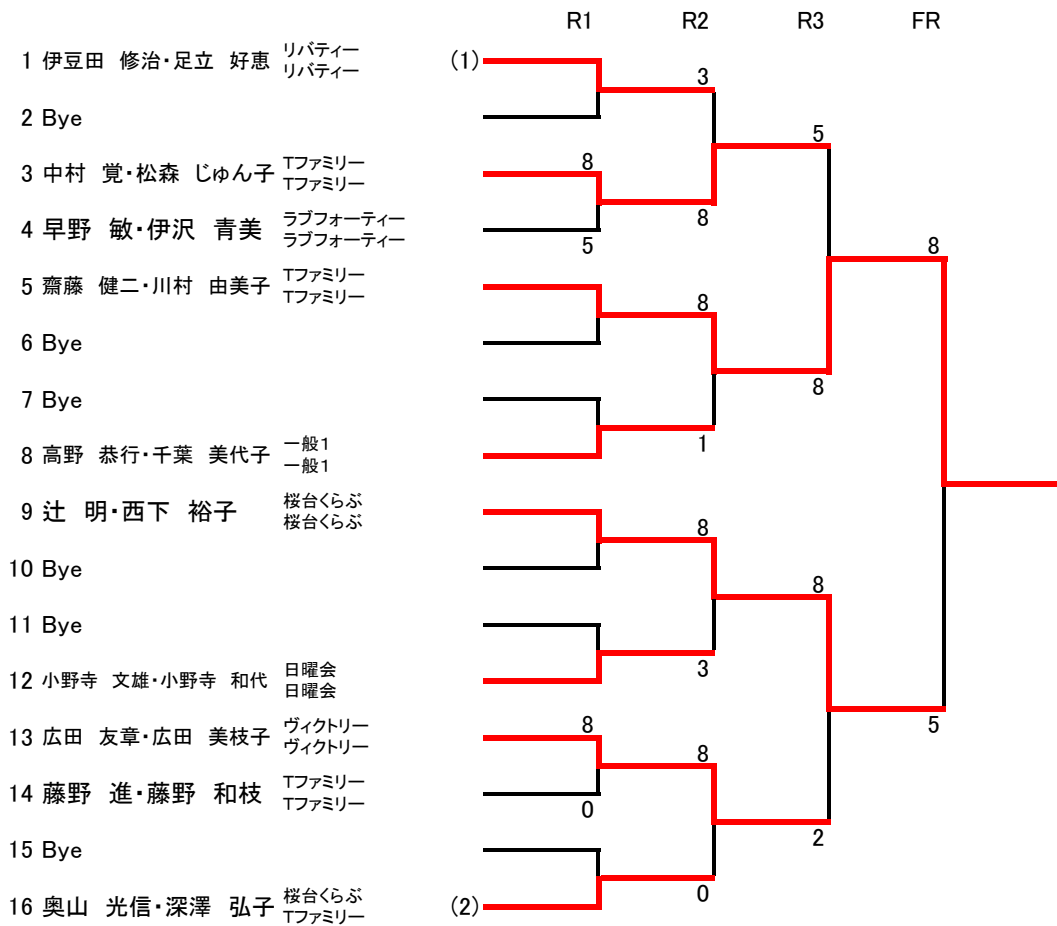 R1 R2 R3 FR
1 伊豆田 修治・足立 好恵 リバティー (1)
リバティー
3
2 Bye
5
3 中村 覚・松森 じゅん子 Tファミリー 8
Tファミリー
4 早野 敏・伊沢 青美 ラブフォーティー 8
ラブフォーティー 5
8
5 齋藤 健二・川村 由美子 Tファミリー
Tファミリー
8
6 Bye
8
7 Bye
8 高野 恭行・千葉 美代子 一般1 1
一般1
9 辻 明・西下 裕子 桜台くらぶ
桜台くらぶ
8
10 Bye
8
11 Bye
12 小野寺 文雄・小野寺 和代 日曜会 3
日曜会
13 広田 友章・広田 美枝子 ヴィクトリー 8
ヴィクトリー
5
8
14 藤野 進・藤野 和枝 Tファミリー
Tファミリー 0
2
15 Bye
16 奥山 光信・深澤 弘子 桜台くらぶ (2) 0
Tファミリー